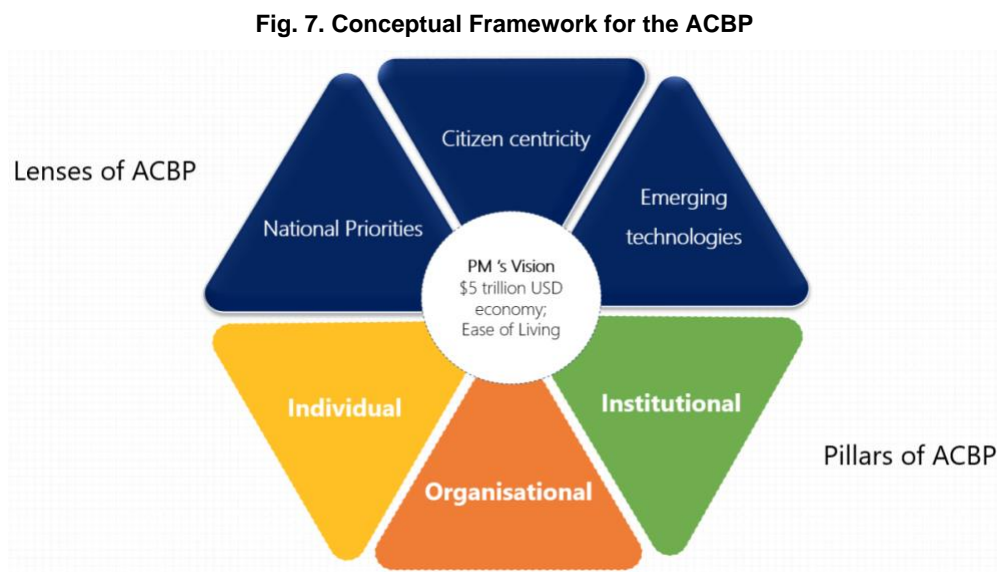 Fig. 7. Conceptual Framework for the ACBP
Lenses of ACBP
National Priorities
Citizen centricity
Emerging
technologies
PM 's Vision
$5 trillion USD
economy;
Ease of Living
Individual
Organisational
Institutional
Pillars of ACBP